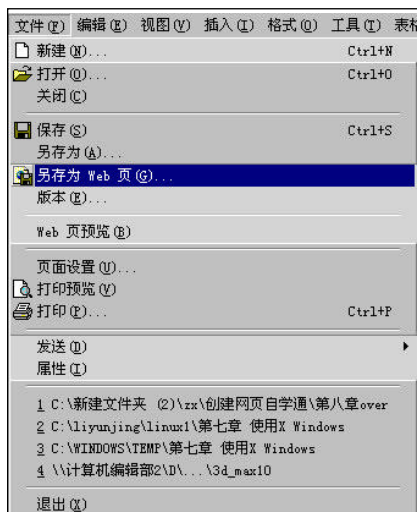 文件(F) 编辑(E) 视图(V) 插入(I) 格式(O) 工具(T) 表格
新建(N)... Ctrl+N
打开(O)... Ctrl+O
关闭(C)
保存(S) Ctrl+S
另存为(A)...
另存为 Web 页(G)...
版本(E)...
Web 页预览(B)
页面设置(U)...
打印预览(V)
打印(P)... Ctrl+P
发送(D)
属性(I)
1 C:\新建文件夹 (2)\zx\创建网页自学通\第八章over
2 C:\liyunjing\linux1\第七章 使用X Windows
3 C:\WINDOWS\TEMP\第七章 使用X Windows
4 \\计算机编辑部2\D\...\3d_max10
退出(X)